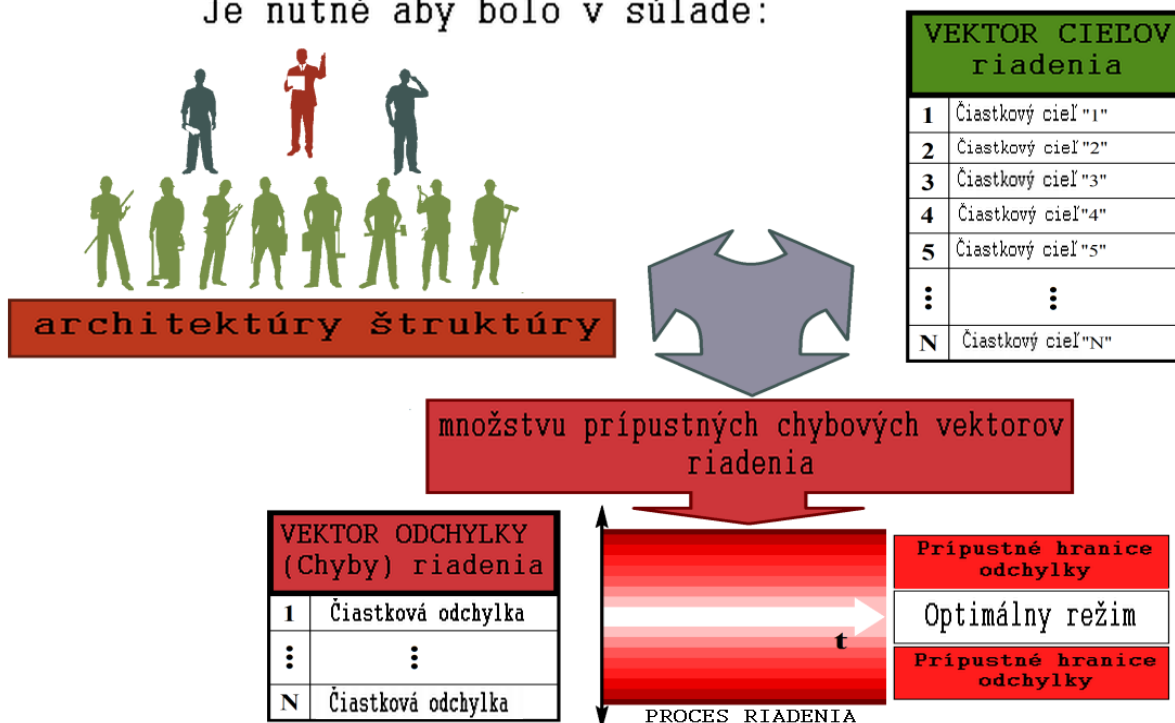 Je nutné aby bolo v súlade:
VEKTOR CIEĽOV
riadenia
1 Čiastkový cieľ "1"
2 Čiastkový cieľ "2"
3 Čiastkový cieľ "3"
4 Čiastkový cieľ "4"
5 Čiastkový cieľ "5"
⋮ ⋮
N Čiastkový cieľ "N"
architektúry štruktúry
množstvu prípustných chybových vektorov
riadenia
VEKTOR ODCHYLKY
(Chyby) riadenia
1 Čiastková odchylka
⋮ ⋮
N Čiastková odchylka
t
PROCES RIADENIA
Prípustné hranice
odchylky
Optimálny režim
Prípustné hranice
odchylky